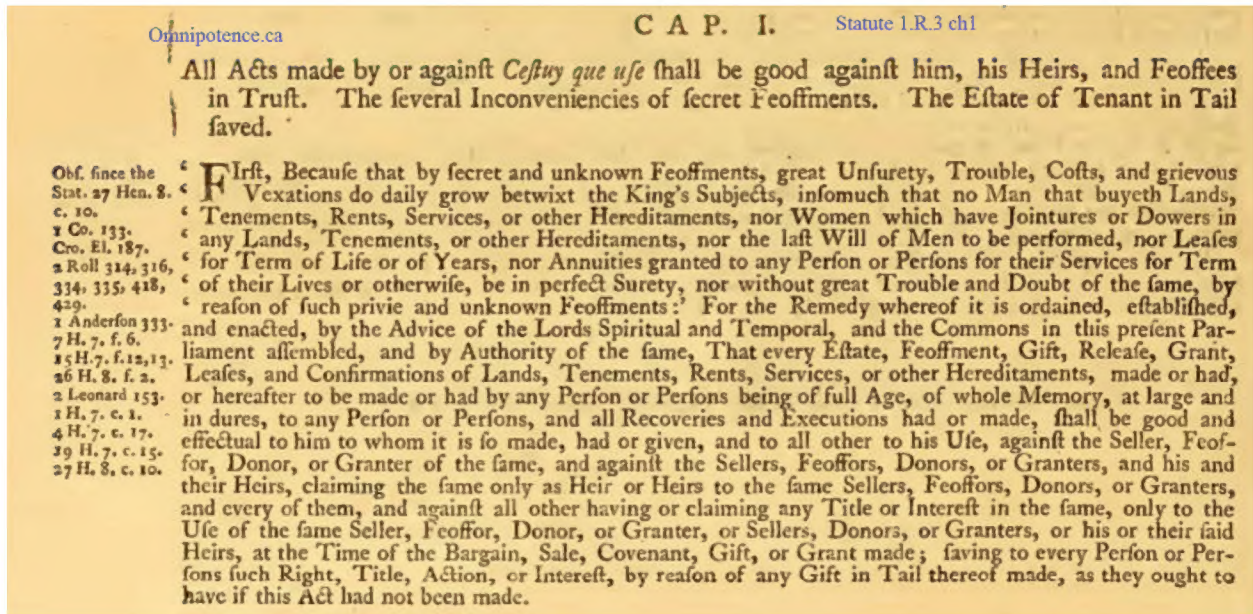 CAP. I.
Statute 1.R.3 ch1
Omnipotence.ca
All Acts made by or againſt Ceſtuy que uſe ſhall be good againſt him, his Heirs, and Feoffees
in Truſt. The ſeveral Inconveniencies of ſecret Feoffments. The Eſtate of Tenant in Tail
ſaved.
Obſ. ſince the
Stat. 27 Hen. 8.
c. 10.
1 Co. 133.
Cro. El. 187.
2 Roll 314, 316,
334, 335, 418,
429.
1 Anderſon 333.
7 H. 7. f. 6.
15 H. 7. f. 12, 13.
26 H. 8. f. 2.
2 Leonard 153.
1 H. 7. c. 1.
4 H. 7. c. 17.
19 H. 7. c. 15.
27 H. 8. c. 10.
‘ FIrſt, Becauſe that by ſecret and unknown Feoffments, great Unſurety, Trouble, Coſts, and grievous
‘ Vexations do daily grow betwixt the King's Subjects, inſomuch that no Man that buyeth Lands,
‘ Tenements, Rents, Services, or other Hereditaments, nor Women which have Jointures or Dowers in
‘ any Lands, Tenements, or other Hereditaments, nor the laſt Will of Men to be performed, nor Leaſes
‘ for Term of Life or of Years, nor Annuities granted to any Perſon or Perſons for their Services for Term
‘ of their Lives or otherwiſe, be in perfect Surety, nor without great Trouble and Doubt of the ſame, by
‘ reaſon of ſuch privie and unknown Feoffments:’ For the Remedy whereof it is ordained, eſtabliſhed,
and enacted, by the Advice of the Lords Spiritual and Temporal, and the Commons in this preſent Par-
liament aſſembled, and by Authority of the ſame, That every Eſtate, Feoffment, Gift, Releaſe, Grant,
Leaſes, and Confirmations of Lands, Tenements, Rents, Services, or other Hereditaments, made or had,
or hereafter to be made or had by any Perſon or Perſons being of full Age, of whole Memory, at large and
in dures, to any Perſon or Perſons, and all Recoveries and Executions had or made, ſhall be good and
effectual to him to whom it is ſo made, had or given, and to all other to his Uſe, againſt the Seller, Feof-
for, Donor, or Granter of the ſame, and againſt the Sellers, Feoffors, Donors, or Granters, and his and
their Heirs, claiming the ſame only as Heir or Heirs to the ſame Sellers, Feoffors, Donors, or Granters,
and every of them, and againſt all other having or claiming any Title or Intereſt in the ſame, only to the
Uſe of the ſame Seller, Feoffor, Donor, or Granter, or Sellers, Donors, or Granters, or his or their ſaid
Heirs, at the Time of the Bargain, Sale, Covenant, Gift, or Grant made; ſaving to every Perſon or Per-
ſons ſuch Right, Title, Action, or Intereſt, by reaſon of any Gift in Tail thereof made, as they ought to
have if this Act had not been made.